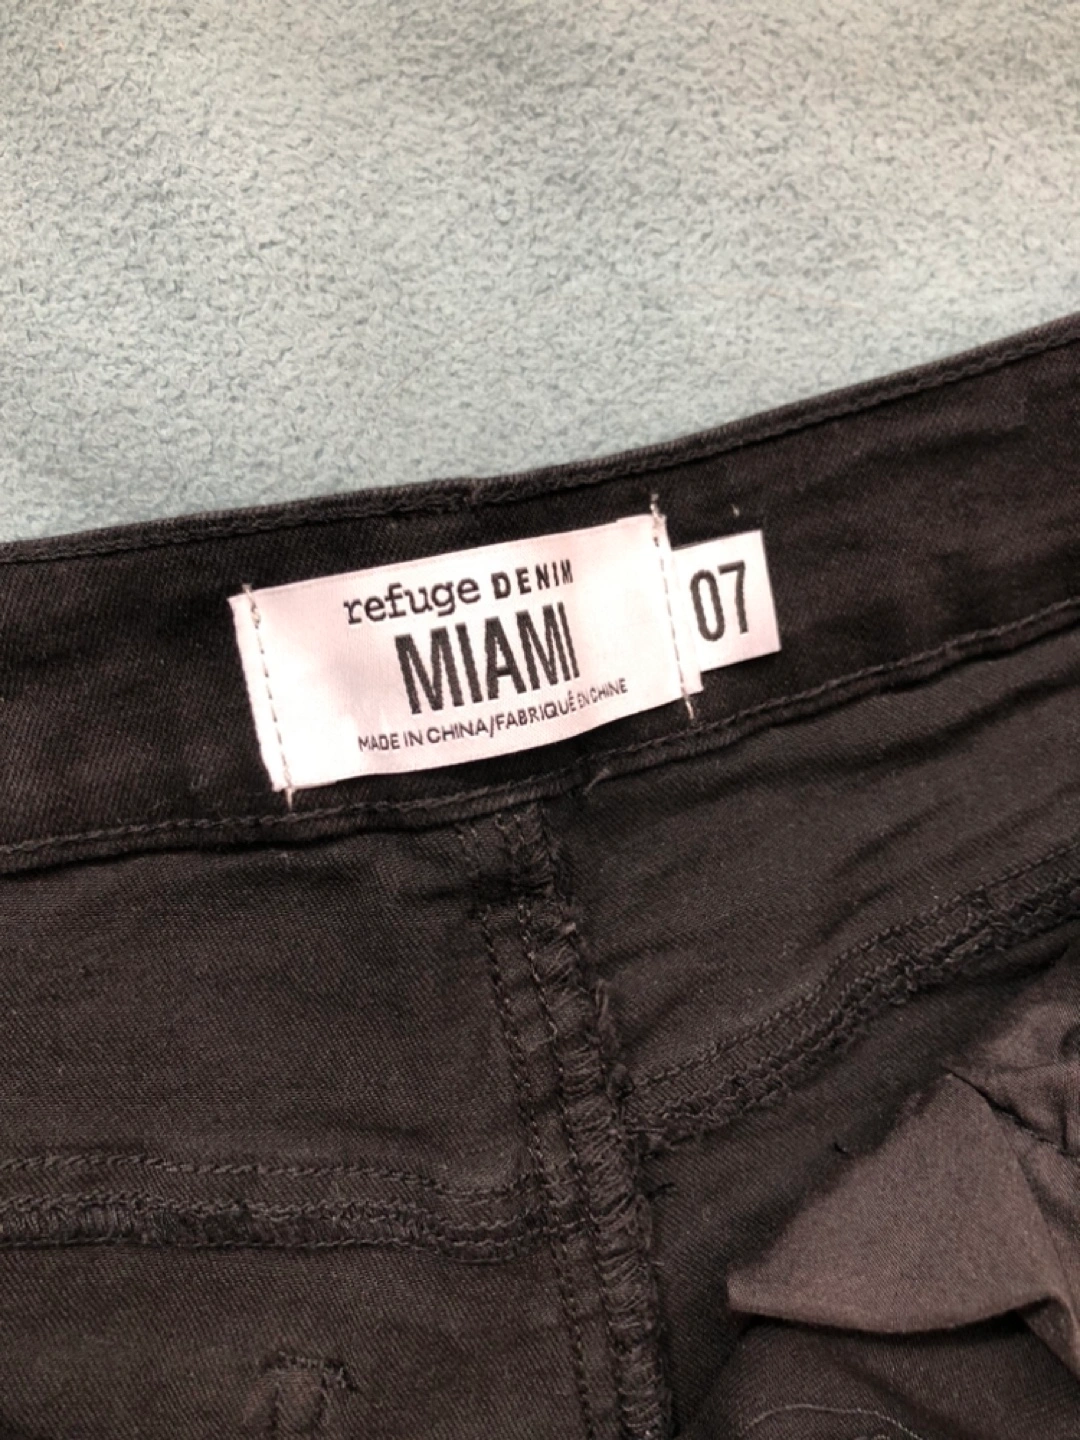 refuge DENIM
MIAMI
MADE IN CHINA/FABRIQUÉ EN CHINE
07